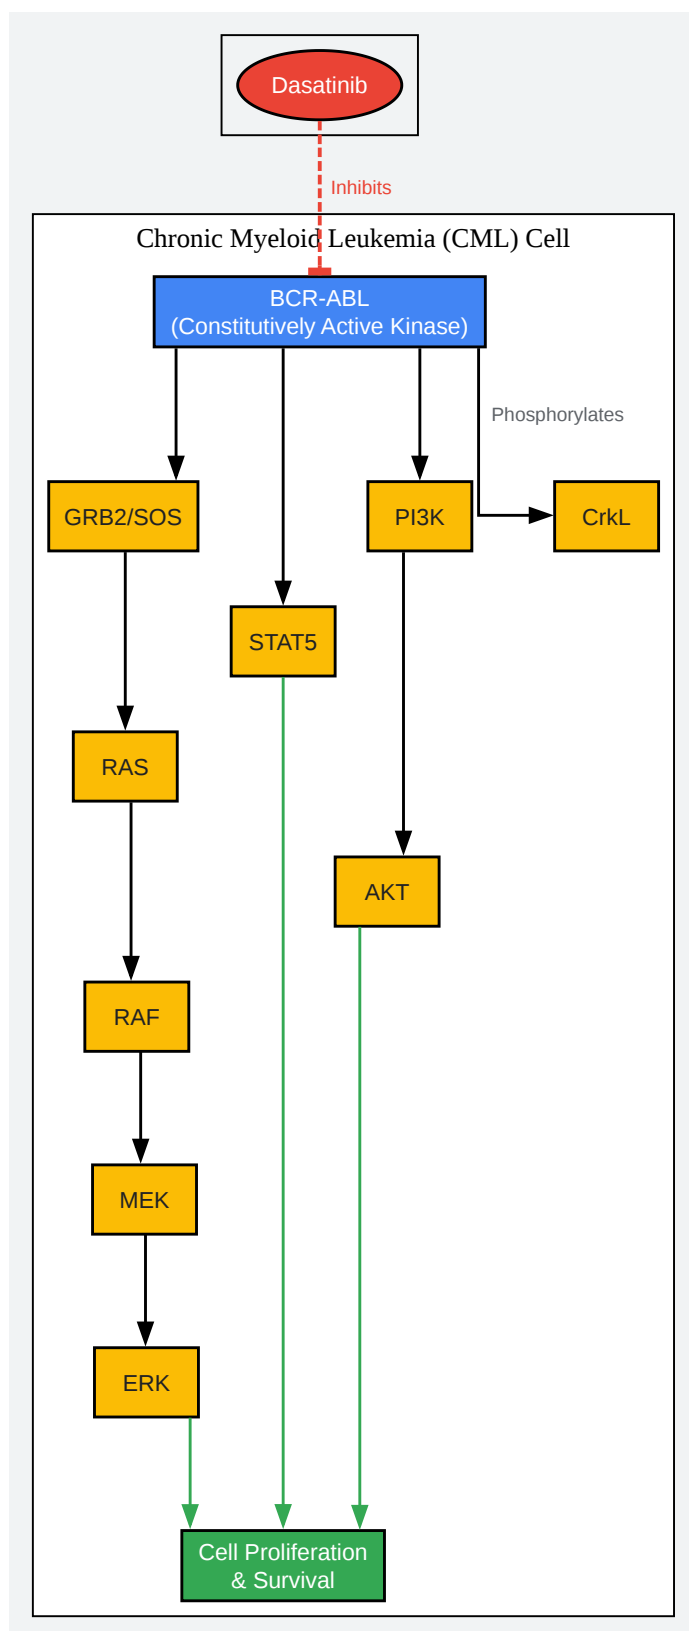 Dasatinib
Inhibits
Chronic Myeloid Leukemia (CML) Cell
BCR-ABL
(Constitutively Active Kinase)
Phosphorylates
GRB2/SOS
PI3K
CrkL
STAT5
RAS
AKT
RAF
MEK
ERK
Cell Proliferation
& Survival